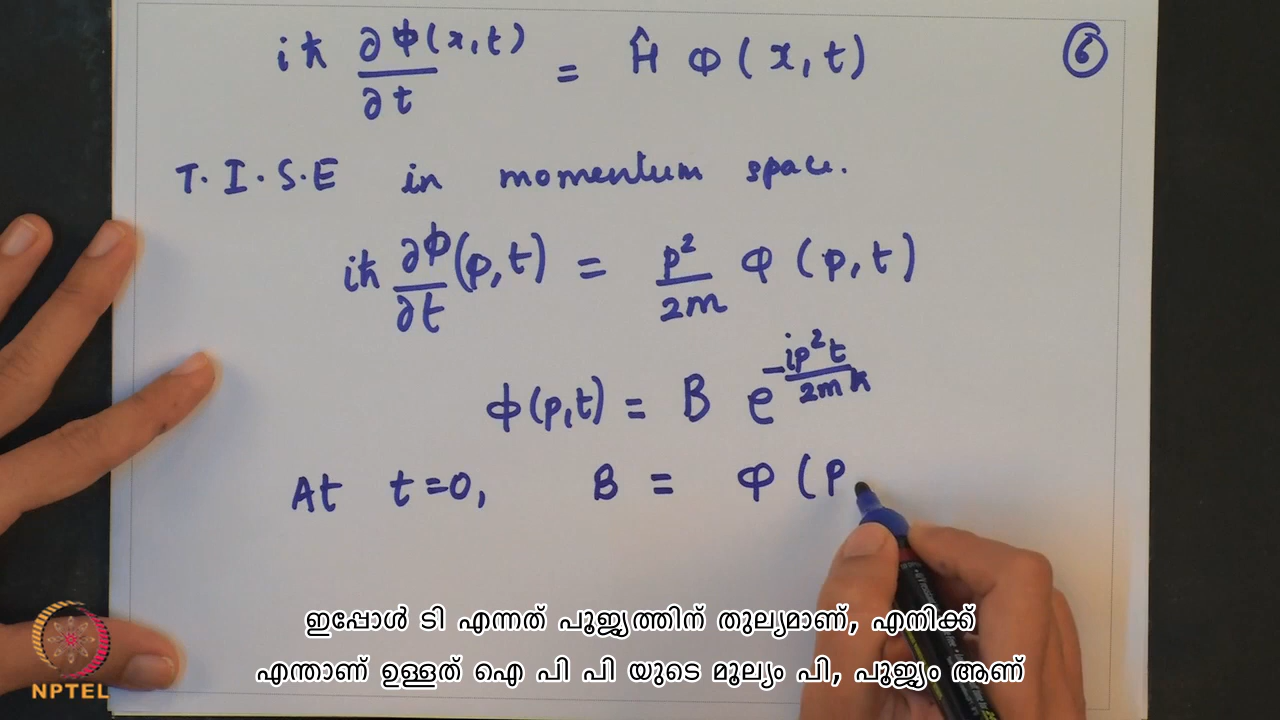 iħ ∂φ(x,t)/∂t = Ĥ φ(x,t)
6
T.I.S.E in momentum space.
iħ ∂φ/∂t (p,t) = p²/2m φ(p,t)
φ(p,t) = B e^{-ip²t/2mħ}
At t=0, B = φ(p
ഇപ്പോൾ ടി എന്നത് പൂജ്യത്തിന് തുല്യമാണ്, എനിക്ക്
എന്താണ് ഉള്ളത് ഐ പി പി യുടെ മൂല്യം പി, പൂജ്യം ആണ്
NPTEL